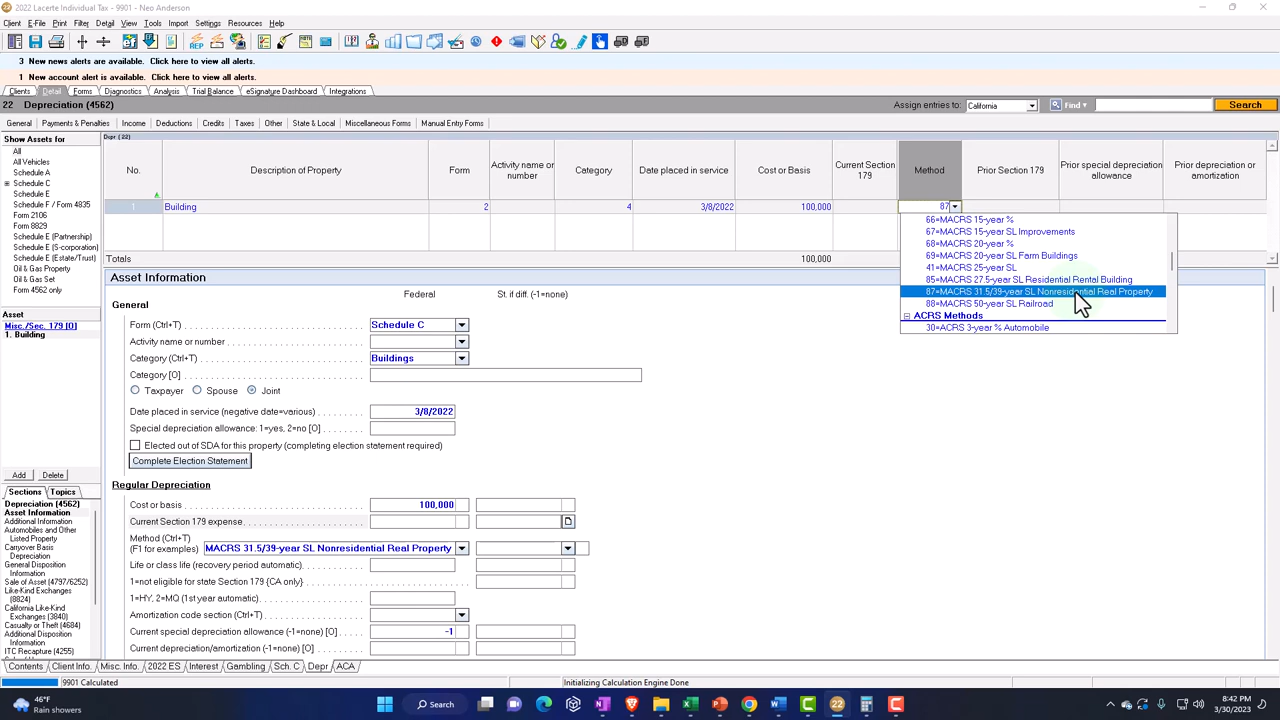 22 2022 Lacerte Individual Tax - 9901 - Neo Anderson
Client E-File Print Filter Detail View Tools Import Settings Resources Help
3 New news alerts are available. Click here to view all alerts.
1 New account alert is available. Click here to view all alerts.
Clients Detail Forms Diagnostics Analysis Trial Balance eSignature Dashboard Integrations
22 Depreciation (4562) Assign entries to: California Find Search
General Payments & Penalties Income Deductions Credits Taxes Other State & Local Miscellaneous Forms Manual Entry Forms
Show Assets for
All
All Vehicles
Schedule A
Schedule C
Schedule E
Schedule F / Form 4835
Form 2106
Form 8829
Schedule E (Partnership)
Schedule E (S-corporation)
Schedule E (Estate/Trust)
Oil & Gas Property
Oil & Gas Set
Form 4562 only
Asset
Misc./Sec. 179 [O]
1. Building
Add Delete
Sections Topics
Depreciation (4562)
Asset Information
Additional Information
Automobiles and Other
Listed Property
Carryover Basis
Depreciation
General Disposition
Information
Sale of Asset (4797/6252)
Like-Kind Exchanges
(8824)
California Like-Kind
Exchanges (3840)
Casualty or Theft (4684)
Additional Disposition
Information
ITC Recapture (4255)
Depr (22)
No. Description of Property Form Activity name or number Category Date placed in service Cost or Basis Current Section 179 Method Prior Section 179 Prior special depreciation allowance Prior depreciation or amortization
1 Building 2 4 3/8/2022 100,000 87
Totals 100,000
66=MACRS 15-year %
67=MACRS 15-year SL Improvements
68=MACRS 20-year %
69=MACRS 20-year SL Farm Buildings
41=MACRS 25-year SL
85=MACRS 27.5-year SL Residential Rental Building
87=MACRS 31.5/39-year SL Nonresidential Real Property
88=MACRS 50-year SL Railroad
ACRS Methods
30=ACRS 3-year % Automobile
Asset Information
Federal St. if diff. (-1=none)
General
Form (Ctrl+T) Schedule C
Activity name or number
Category (Ctrl+T) Buildings
Category [O]
Taxpayer Spouse Joint
Date placed in service (negative date=various) 3/8/2022
Special depreciation allowance: 1=yes, 2=no [O]
Elected out of SDA for this property (completing election statement required)
Complete Election Statement
Regular Depreciation
Cost or basis 100,000
Current Section 179 expense
Method (Ctrl+T)
(F1 for examples) MACRS 31.5/39-year SL Nonresidential Real Property
Life or class life (recovery period automatic)
1=not eligible for state Section 179 {CA only}
1=HY, 2=MQ (1st year automatic)
Amortization code section (Ctrl+T)
Current special depreciation allowance (-1=none) [O] -1
Current depreciation/amortization (-1=none) [O]
Contents Client Info. Misc. Info. 2022 ES Interest Gambling Sch. C Depr ACA
9901 Calculated Initializing Calculation Engine Done
46°F
Rain showers
Search
8:42 PM
3/30/2023